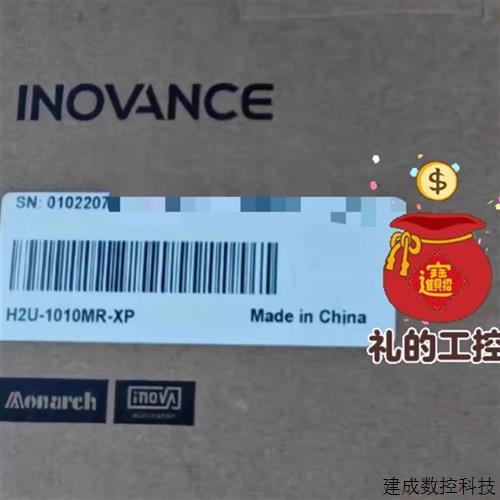 INOVANCE
SN: 0102207
H2U-1010MR-XP
Made in China
礼的工控
Monarch
inova
建成数控科技